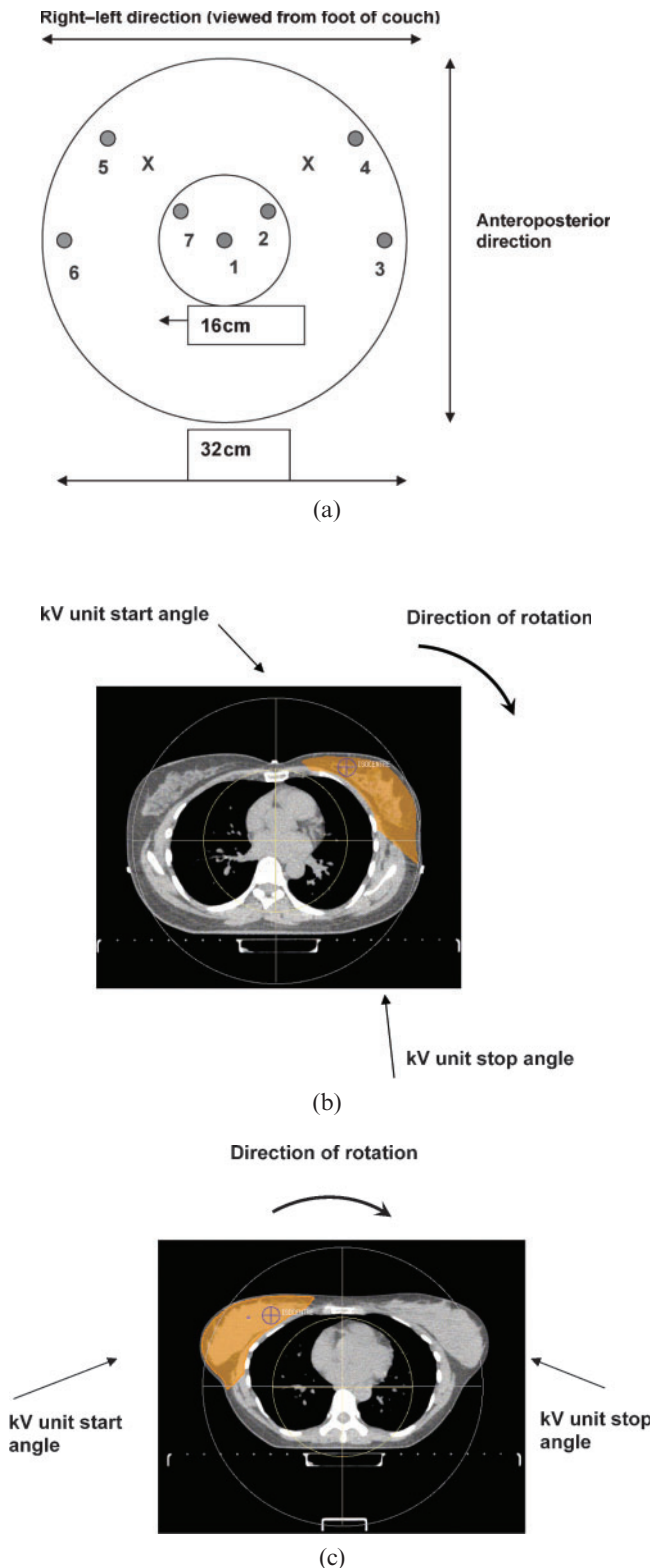 Right–left direction (viewed from foot of couch)
5
X
X
4
Anteroposterior
direction
7
2
6
1
3
16cm
32cm
(a)
kV unit start angle
Direction of rotation
ISOCENTRE
kV unit stop angle
(b)
Direction of rotation
ISOCENTRE
kV unit start
angle
kV unit stop
angle
(c)